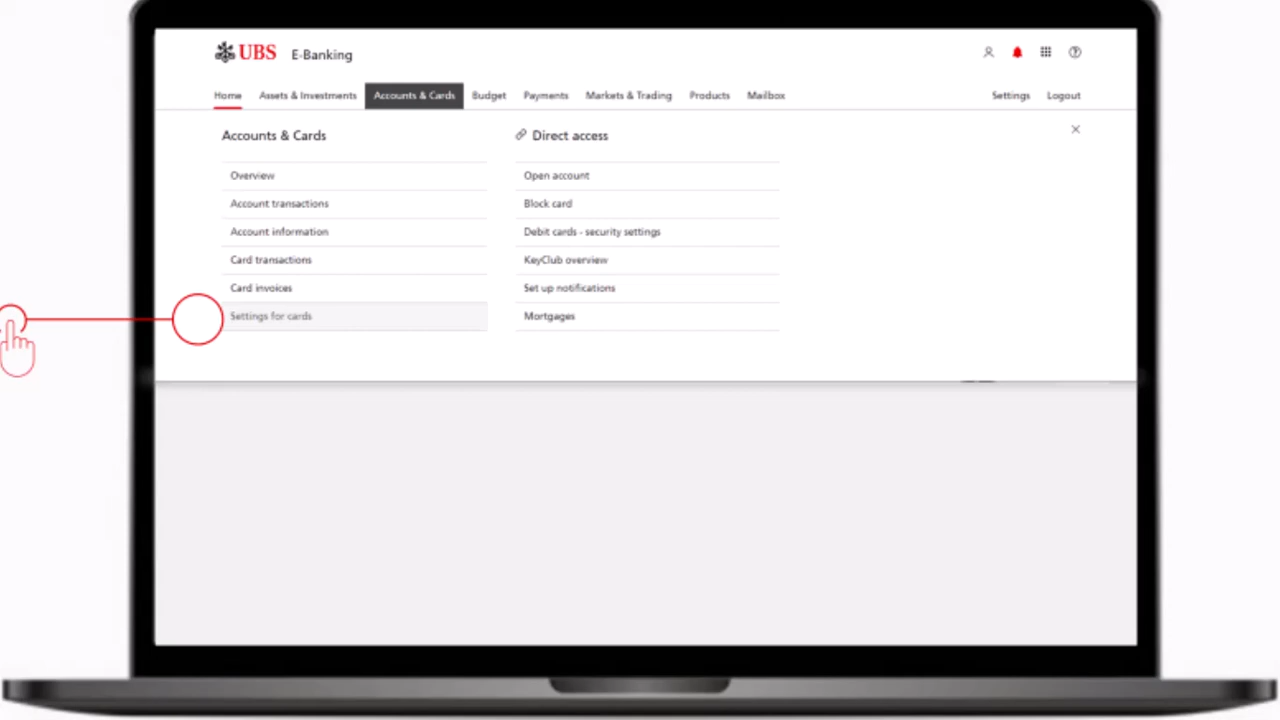 UBS E-Banking
Home Assets & Investments Accounts & Cards Budget Payments Markets & Trading Products Mailbox Settings Logout
Accounts & Cards
Overview
Account transactions
Account information
Card transactions
Card invoices
Settings for cards
Direct access
Open account
Block card
Debit cards - security settings
KeyClub overview
Set up notifications
Mortgages